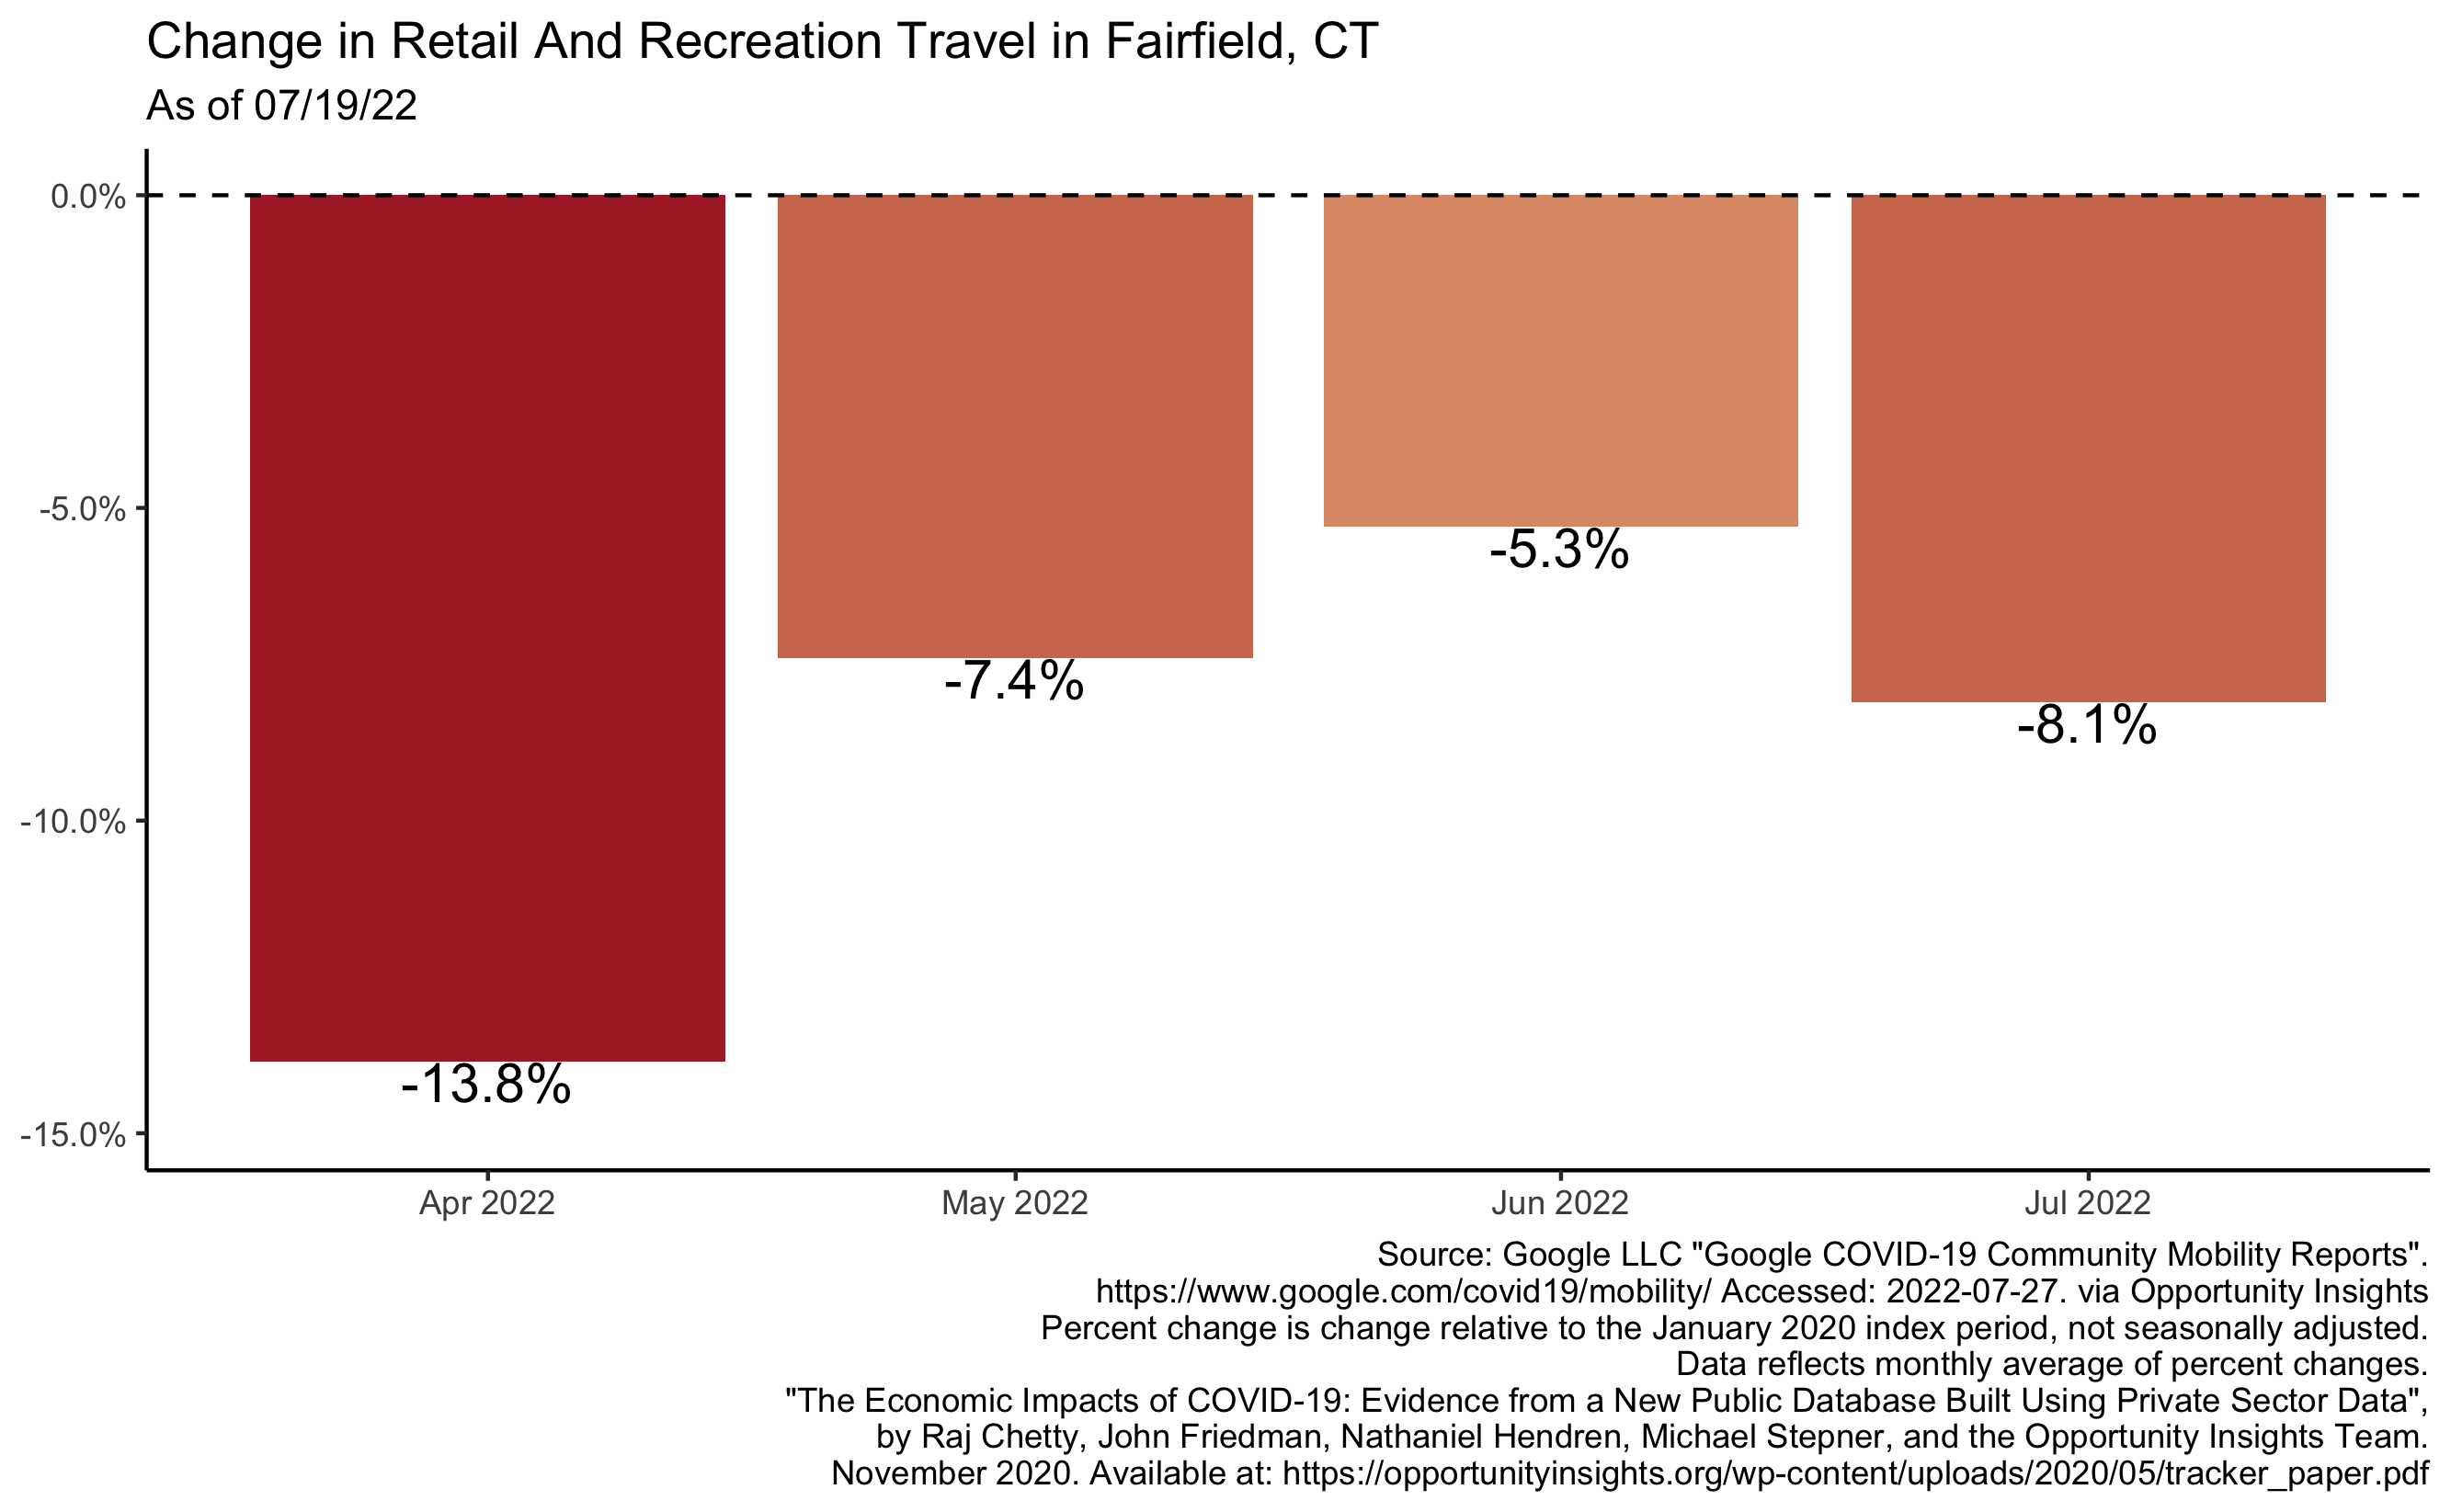 Change in Retail And Recreation Travel in Fairfield, CT
As of 07/19/22
0.0%
-5.0%
-10.0%
-15.0%
-13.8%
-7.4%
-5.3%
-8.1%
Apr 2022
May 2022
Jun 2022
Jul 2022
Source: Google LLC "Google COVID-19 Community Mobility Reports".
https://www.google.com/covid19/mobility/ Accessed: 2022-07-27. via Opportunity Insights
Percent change is change relative to the January 2020 index period, not seasonally adjusted.
Data reflects monthly average of percent changes.
"The Economic Impacts of COVID-19: Evidence from a New Public Database Built Using Private Sector Data",
by Raj Chetty, John Friedman, Nathaniel Hendren, Michael Stepner, and the Opportunity Insights Team.
November 2020. Available at: https://opportunityinsights.org/wp-content/uploads/2020/05/tracker_paper.pdf